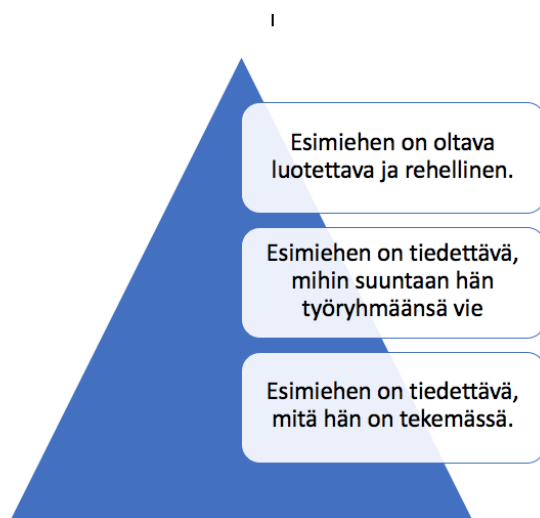 Esimiehen on oltava
luotettava ja rehellinen.
Esimiehen on tiedettävä,
mihin suuntaan hän
työryhmäänsä vie
Esimiehen on tiedettävä,
mitä hän on tekemässä.